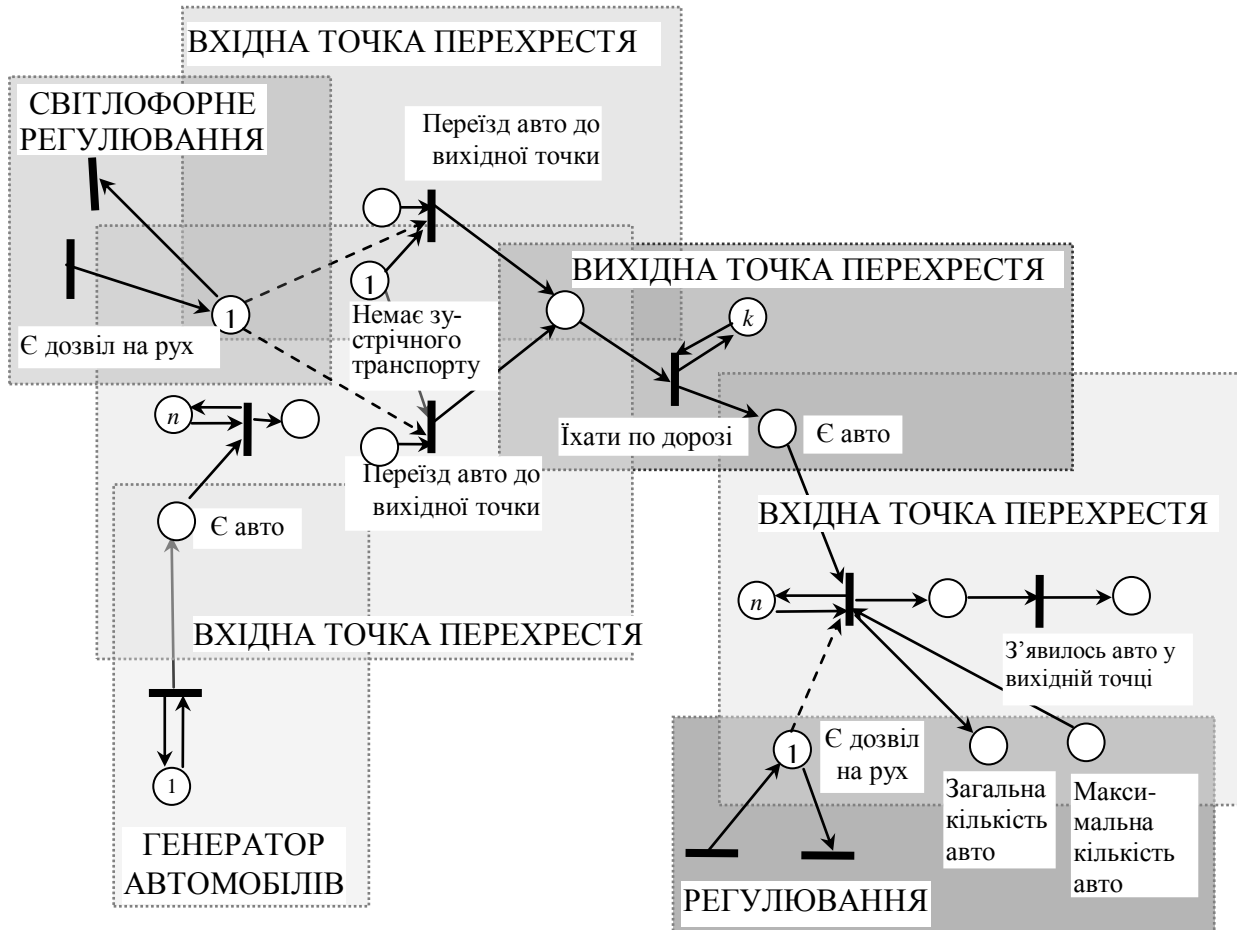 ВХІДНА ТОЧКА ПЕРЕХРЕСТЯ
СВІТЛОФОРНЕ
РЕГУЛЮВАННЯ
Переїзд авто до
вихідної точки
ВИХІДНА ТОЧКА ПЕРЕХРЕСТЯ
1
1
k
Є дозвіл на рух
Немає зу-
стрічного
транспорту
n
Їхати по дорозі
Є авто
Переїзд авто до
вихідної точки
Є авто
ВХІДНА ТОЧКА ПЕРЕХРЕСТЯ
n
ВХІДНА ТОЧКА ПЕРЕХРЕСТЯ
З’явилось авто у
вихідній точці
1
1
Є дозвіл
на рух
Загальна
кількість
авто
Макси-
мальна
кількість
авто
ГЕНЕРАТОР
АВТОМОБІЛІВ
РЕГУЛЮВАННЯ